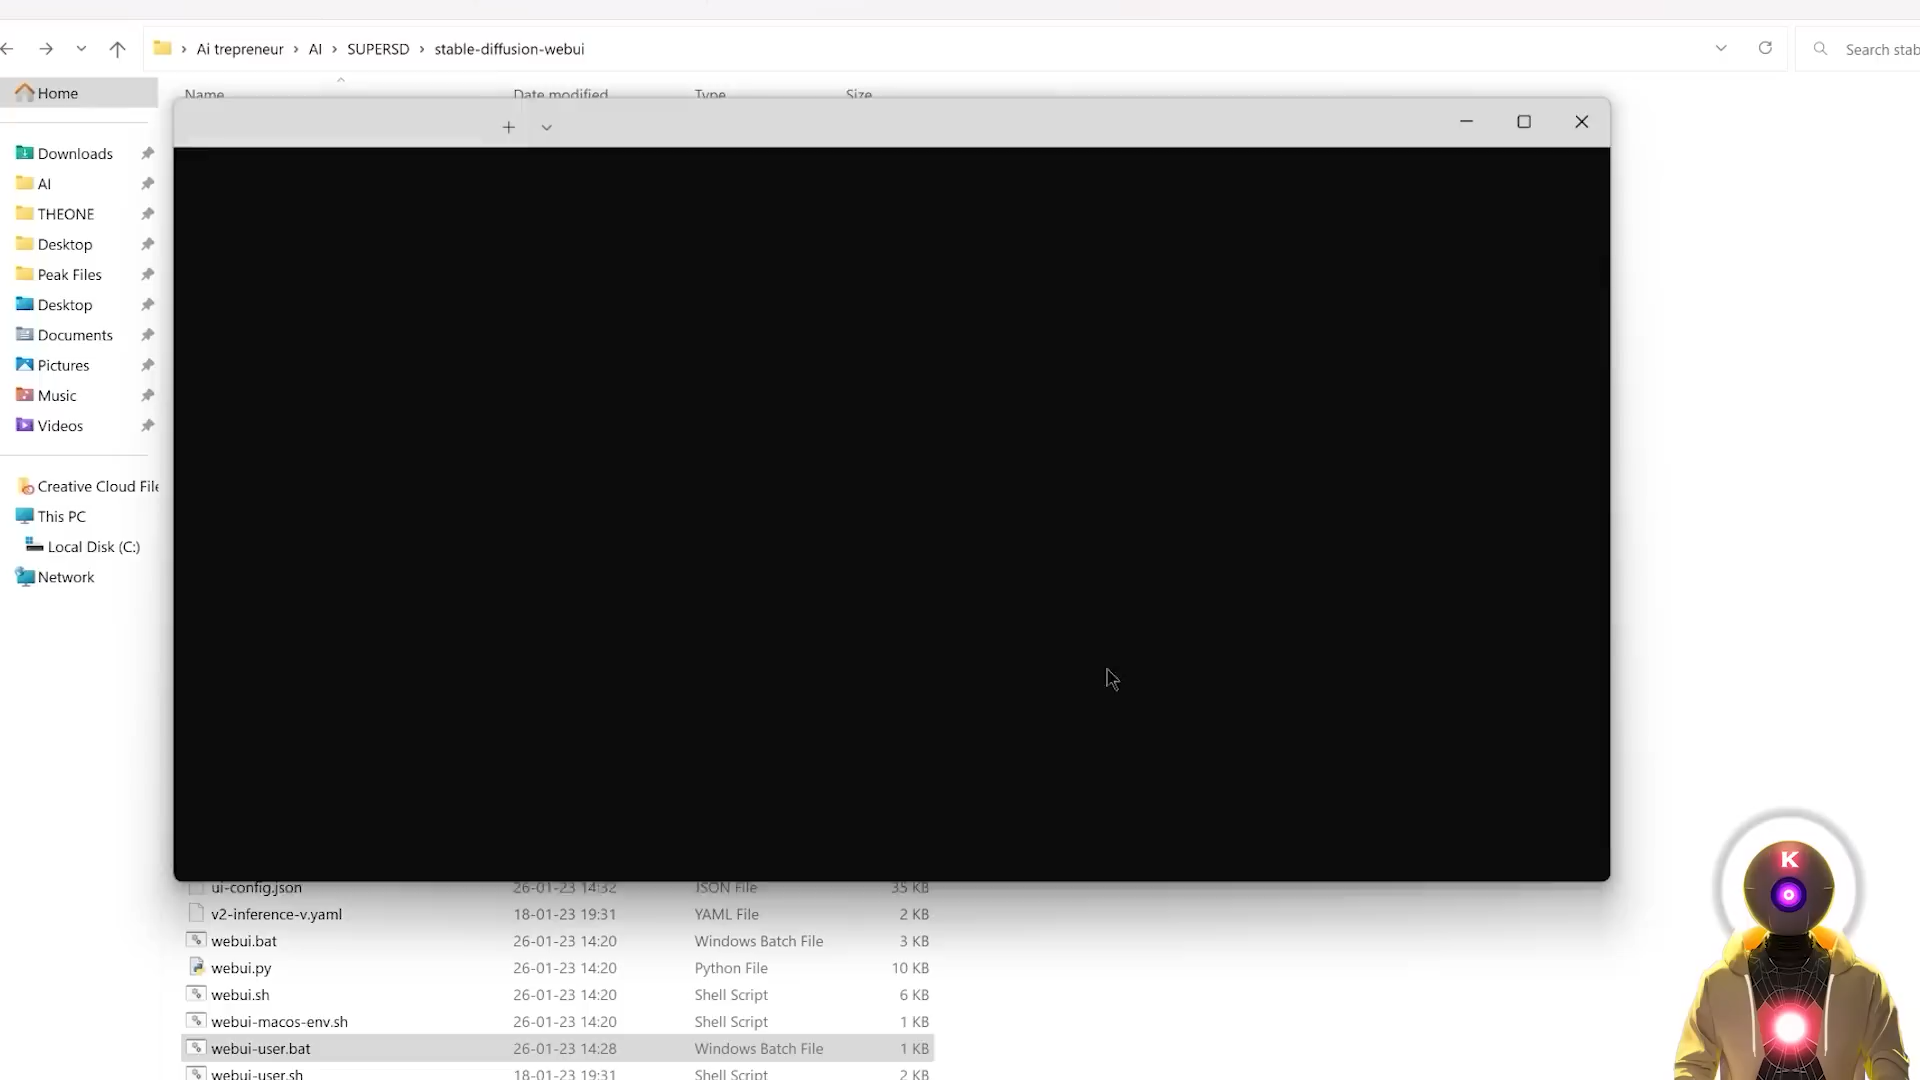 Ai trepreneur › AI › SUPERSD › stable-diffusion-webui
Search stab
Home
Name Date modified Type Size
Downloads
AI
THEONE
Desktop
Peak Files
Desktop
Documents
Pictures
Music
Videos
Creative Cloud File
This PC
Local Disk (C:)
Network
ui-config.json 26-01-23 14:32 JSON File 35 KB
v2-inference-v.yaml 18-01-23 19:31 YAML File 2 KB
webui.bat 26-01-23 14:20 Windows Batch File 3 KB
webui.py 26-01-23 14:20 Python File 10 KB
webui.sh 26-01-23 14:20 Shell Script 6 KB
webui-macos-env.sh 26-01-23 14:20 Shell Script 1 KB
webui-user.bat 26-01-23 14:28 Windows Batch File 1 KB
webui-user.sh 18-01-23 19:31 Shell Script 2 KB
K